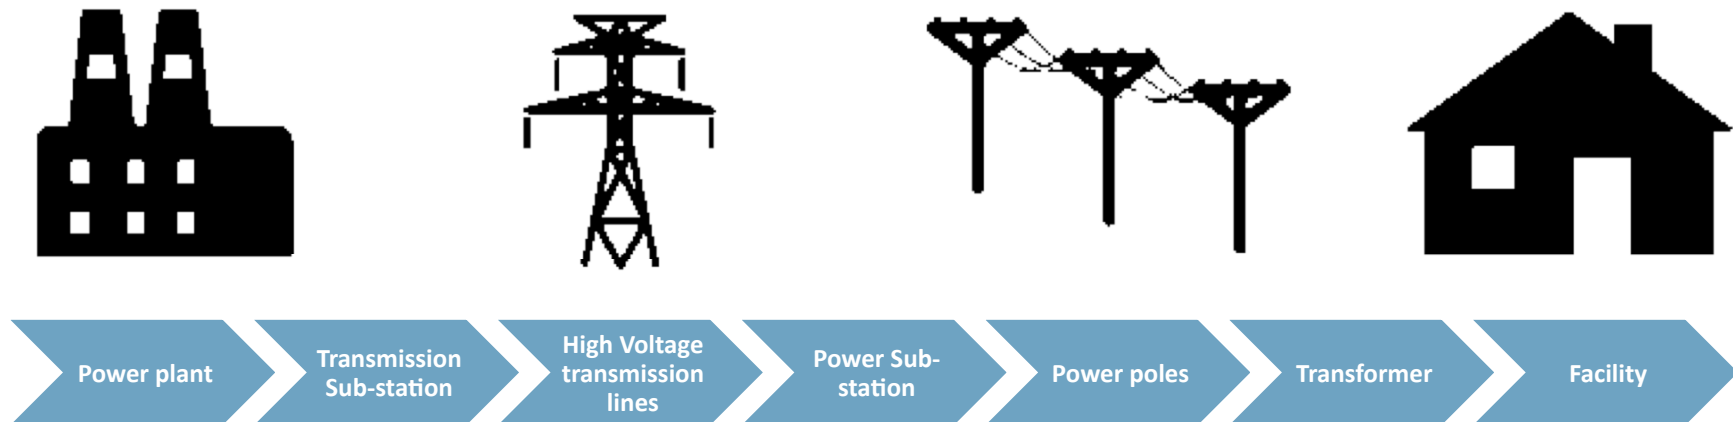 Power plant
Transmission
Sub-station
High Voltage
transmission
lines
Power Sub-
station
Power poles
Transformer
Facility